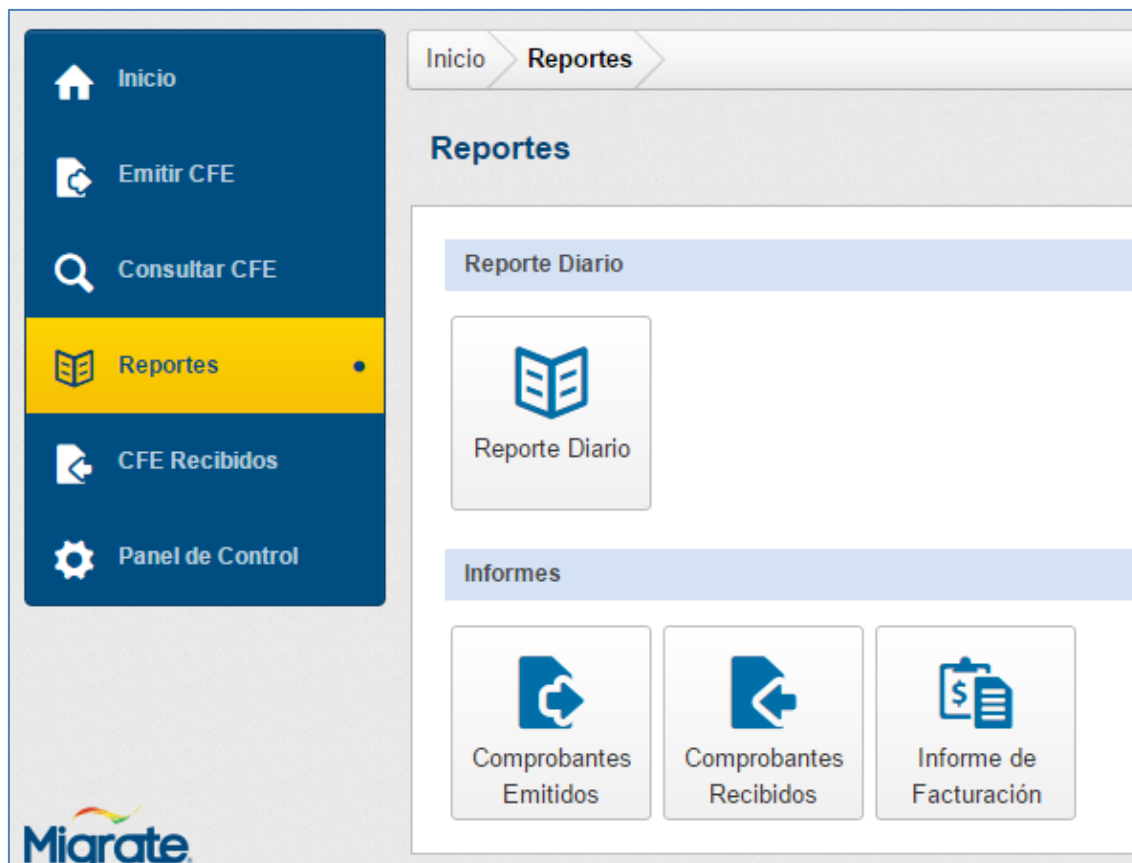 Inicio
Emitir CFE
Consultar CFE
Reportes
CFE Recibidos
Panel de Control
Migrate
Inicio
Reportes
Reportes
Reporte Diario
Reporte Diario
Informes
Comprobantes
Emitidos
Comprobantes
Recibidos
Informe de
Facturación